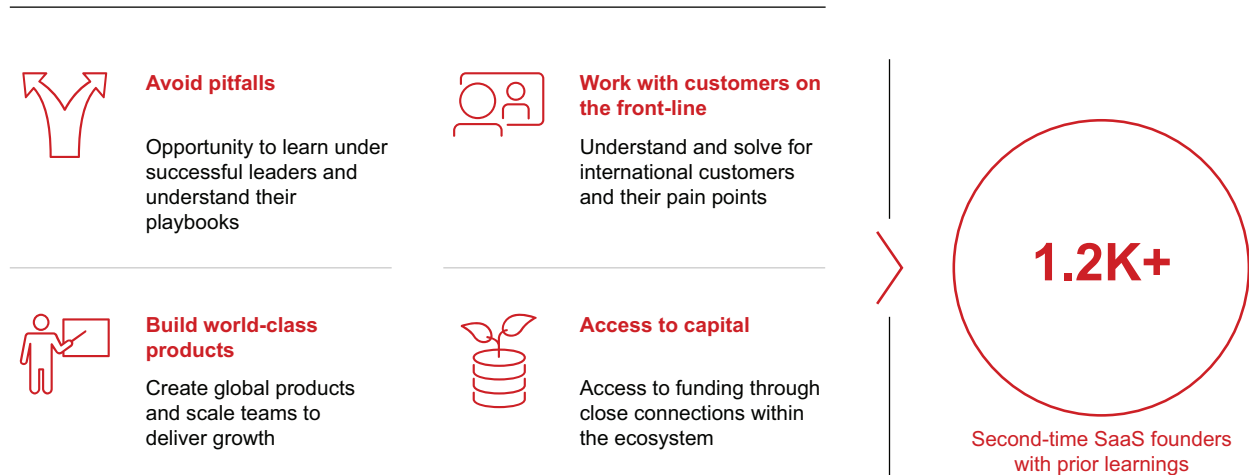 Avoid pitfalls
Opportunity to learn under
successful leaders and
understand their
playbooks
Work with customers on
the front-line
Understand and solve for
international customers
and their pain points
Build world-class
products
Create global products
and scale teams to
deliver growth
Access to capital
Access to funding through
close connections within
the ecosystem
1.2K+
Second-time SaaS founders
with prior learnings